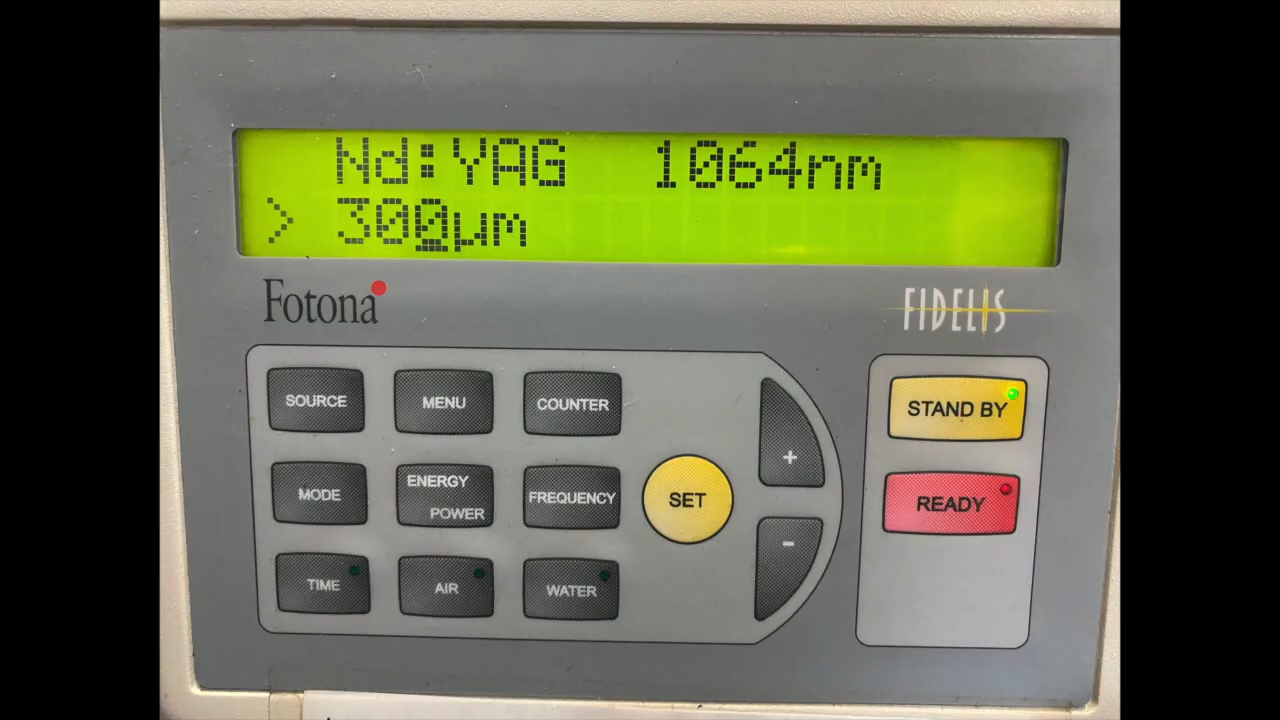 Nd:YAG 1064nm
> 300µm
Fotona
FIDELIS
SOURCE
MENU
COUNTER
STAND BY
MODE
ENERGY
POWER
FREQUENCY
SET
+
-
READY
TIME
AIR
WATER